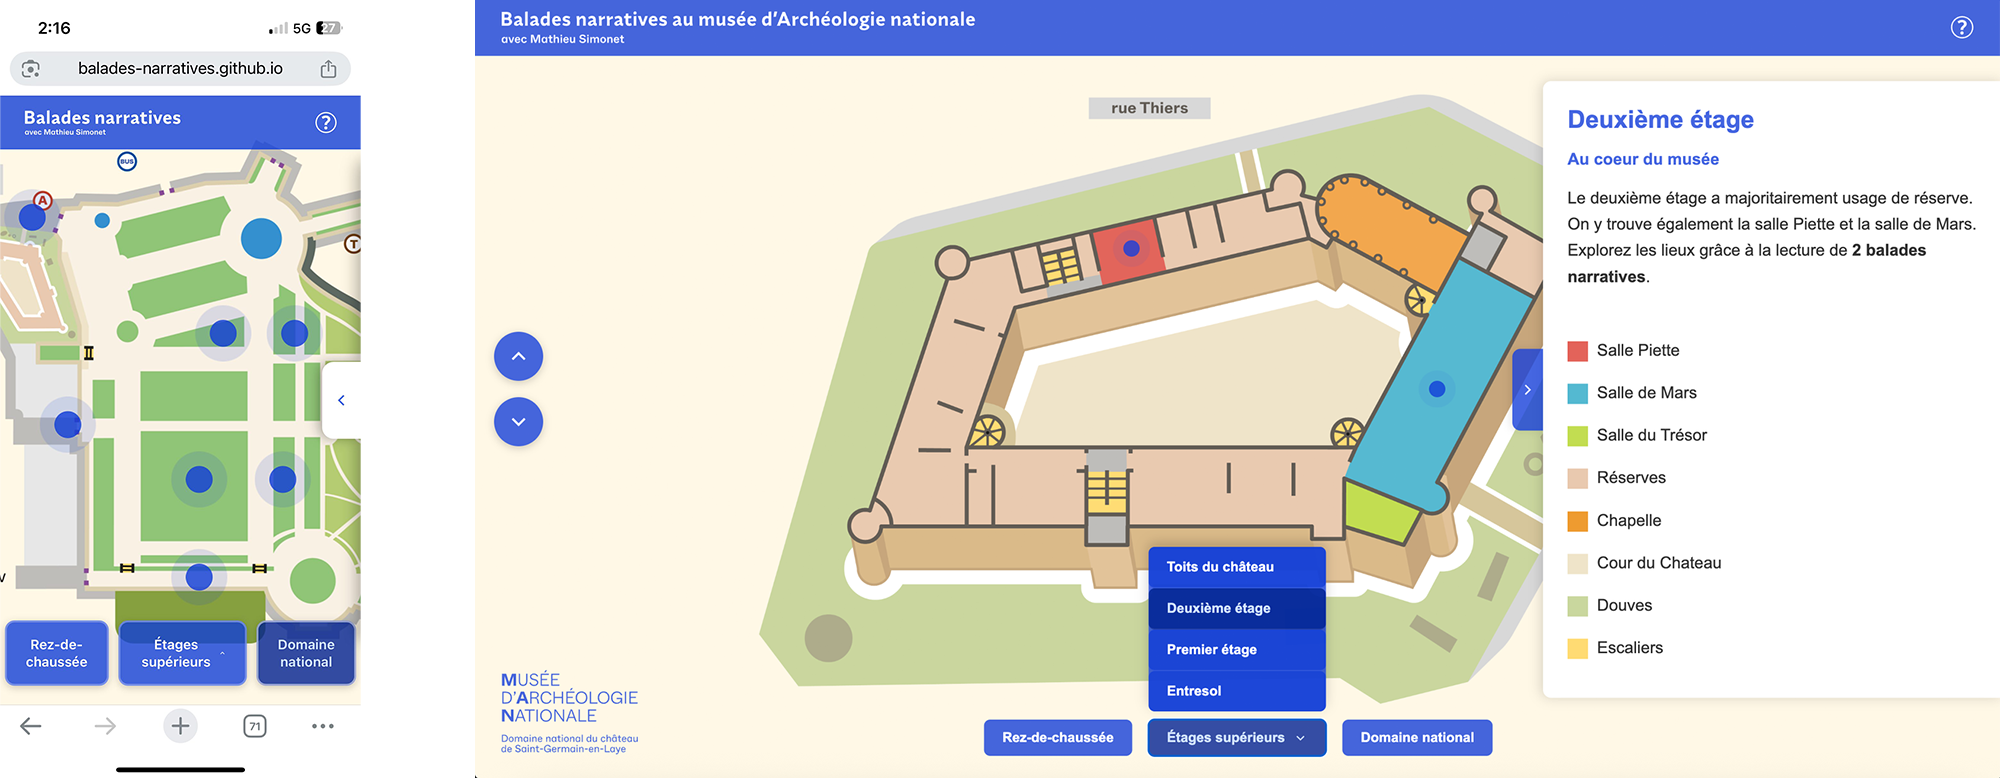 2:16
5G 27
balades-narratives.github.io
Balades narratives
avec Mathieu Simonet
?
BUS
A
T
Rez-de-
chaussée
Étages
supérieurs
Domaine
national
71
Balades narratives au musée d'Archéologie nationale
avec Mathieu Simonet
?
rue Thiers
Deuxième étage
Au coeur du musée
Le deuxième étage a majoritairement usage de réserve.
On y trouve également la salle Piette et la salle de Mars.
Explorez les lieux grâce à la lecture de 2 balades
narratives.
Salle Piette
Salle de Mars
Salle du Trésor
Réserves
Chapelle
Cour du Chateau
Douves
Escaliers
Toits du château
Deuxième étage
Premier étage
Entresol
MUSÉE
D'ARCHÉOLOGIE
NATIONALE
Domaine national du château
de Saint-Germain-en-Laye
Rez-de-chaussée
Étages supérieurs
Domaine national